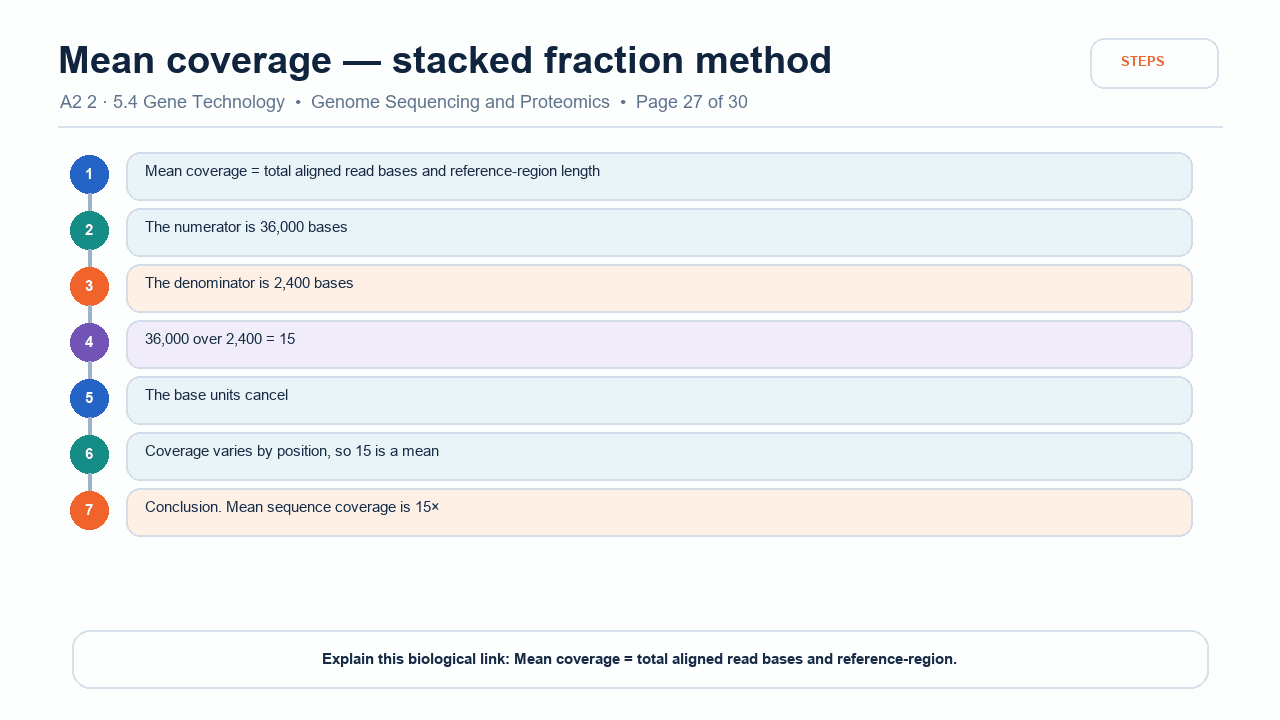 Mean coverage — stacked fraction method
STEPS
A2 2 · 5.4 Gene Technology • Genome Sequencing and Proteomics • Page 27 of 30
1 Mean coverage = total aligned read bases and reference-region length
2 The numerator is 36,000 bases
3 The denominator is 2,400 bases
4 36,000 over 2,400 = 15
5 The base units cancel
6 Coverage varies by position, so 15 is a mean
7 Conclusion. Mean sequence coverage is 15×
Explain this biological link: Mean coverage = total aligned read bases and reference-region.